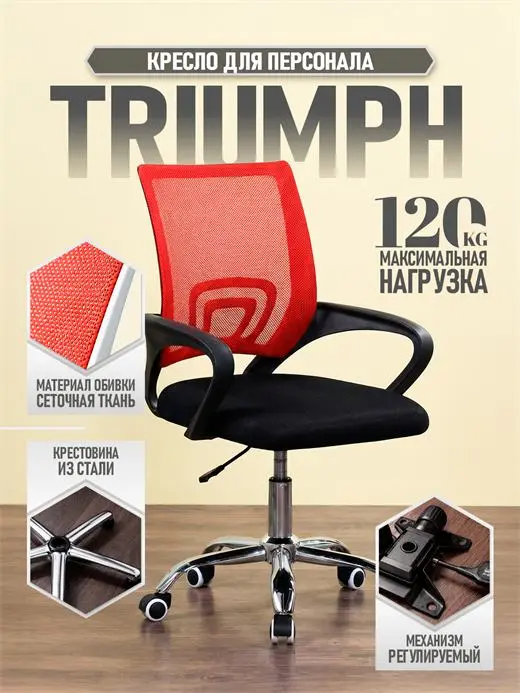 КРЕСЛО ДЛЯ ПЕРСОНАЛА
TRIUMPH
120 KG
МАКСИМАЛЬНАЯ
НАГРУЗКА
МАТЕРИАЛ ОБИВКИ
СЕТОЧНАЯ ТКАНЬ
КРЕСТОВИНА
ИЗ СТАЛИ
МЕХАНИЗМ
РЕГУЛИРУЕМЫЙ